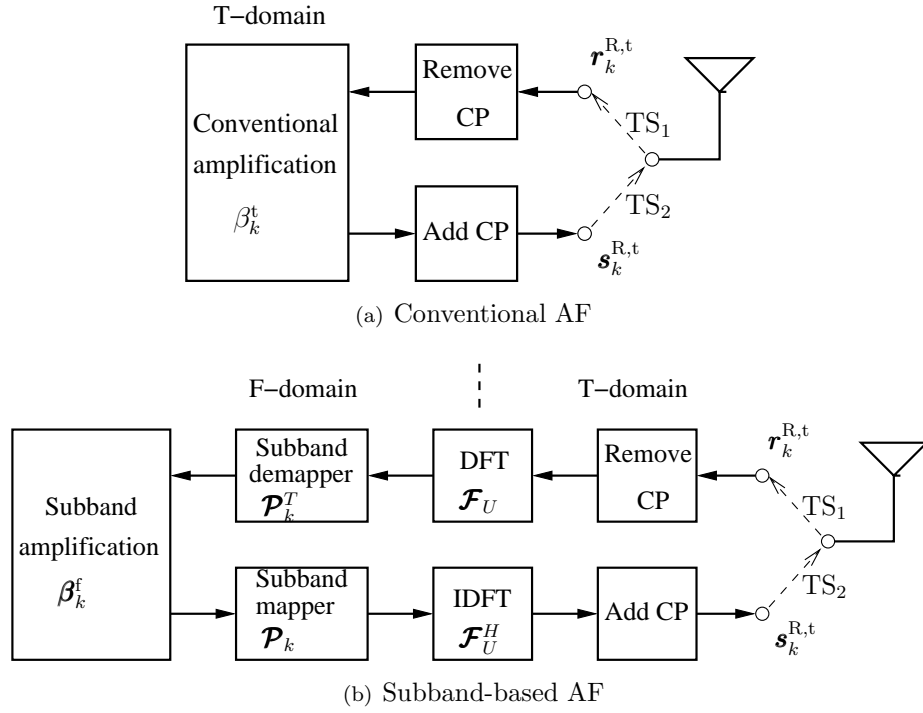 T−domain
Conventional
amplification
β_k^t
Remove
CP
Add CP
r_k^{R,t}
TS_1
TS_2
s_k^{R,t}
(a) Conventional AF
F−domain
T−domain
Subband
amplification
β_k^f
Subband
demapper
P_k^T
DFT
F_U
Remove
CP
Subband
mapper
P_k
IDFT
F_U^H
Add CP
r_k^{R,t}
TS_1
TS_2
s_k^{R,t}
(b) Subband-based AF